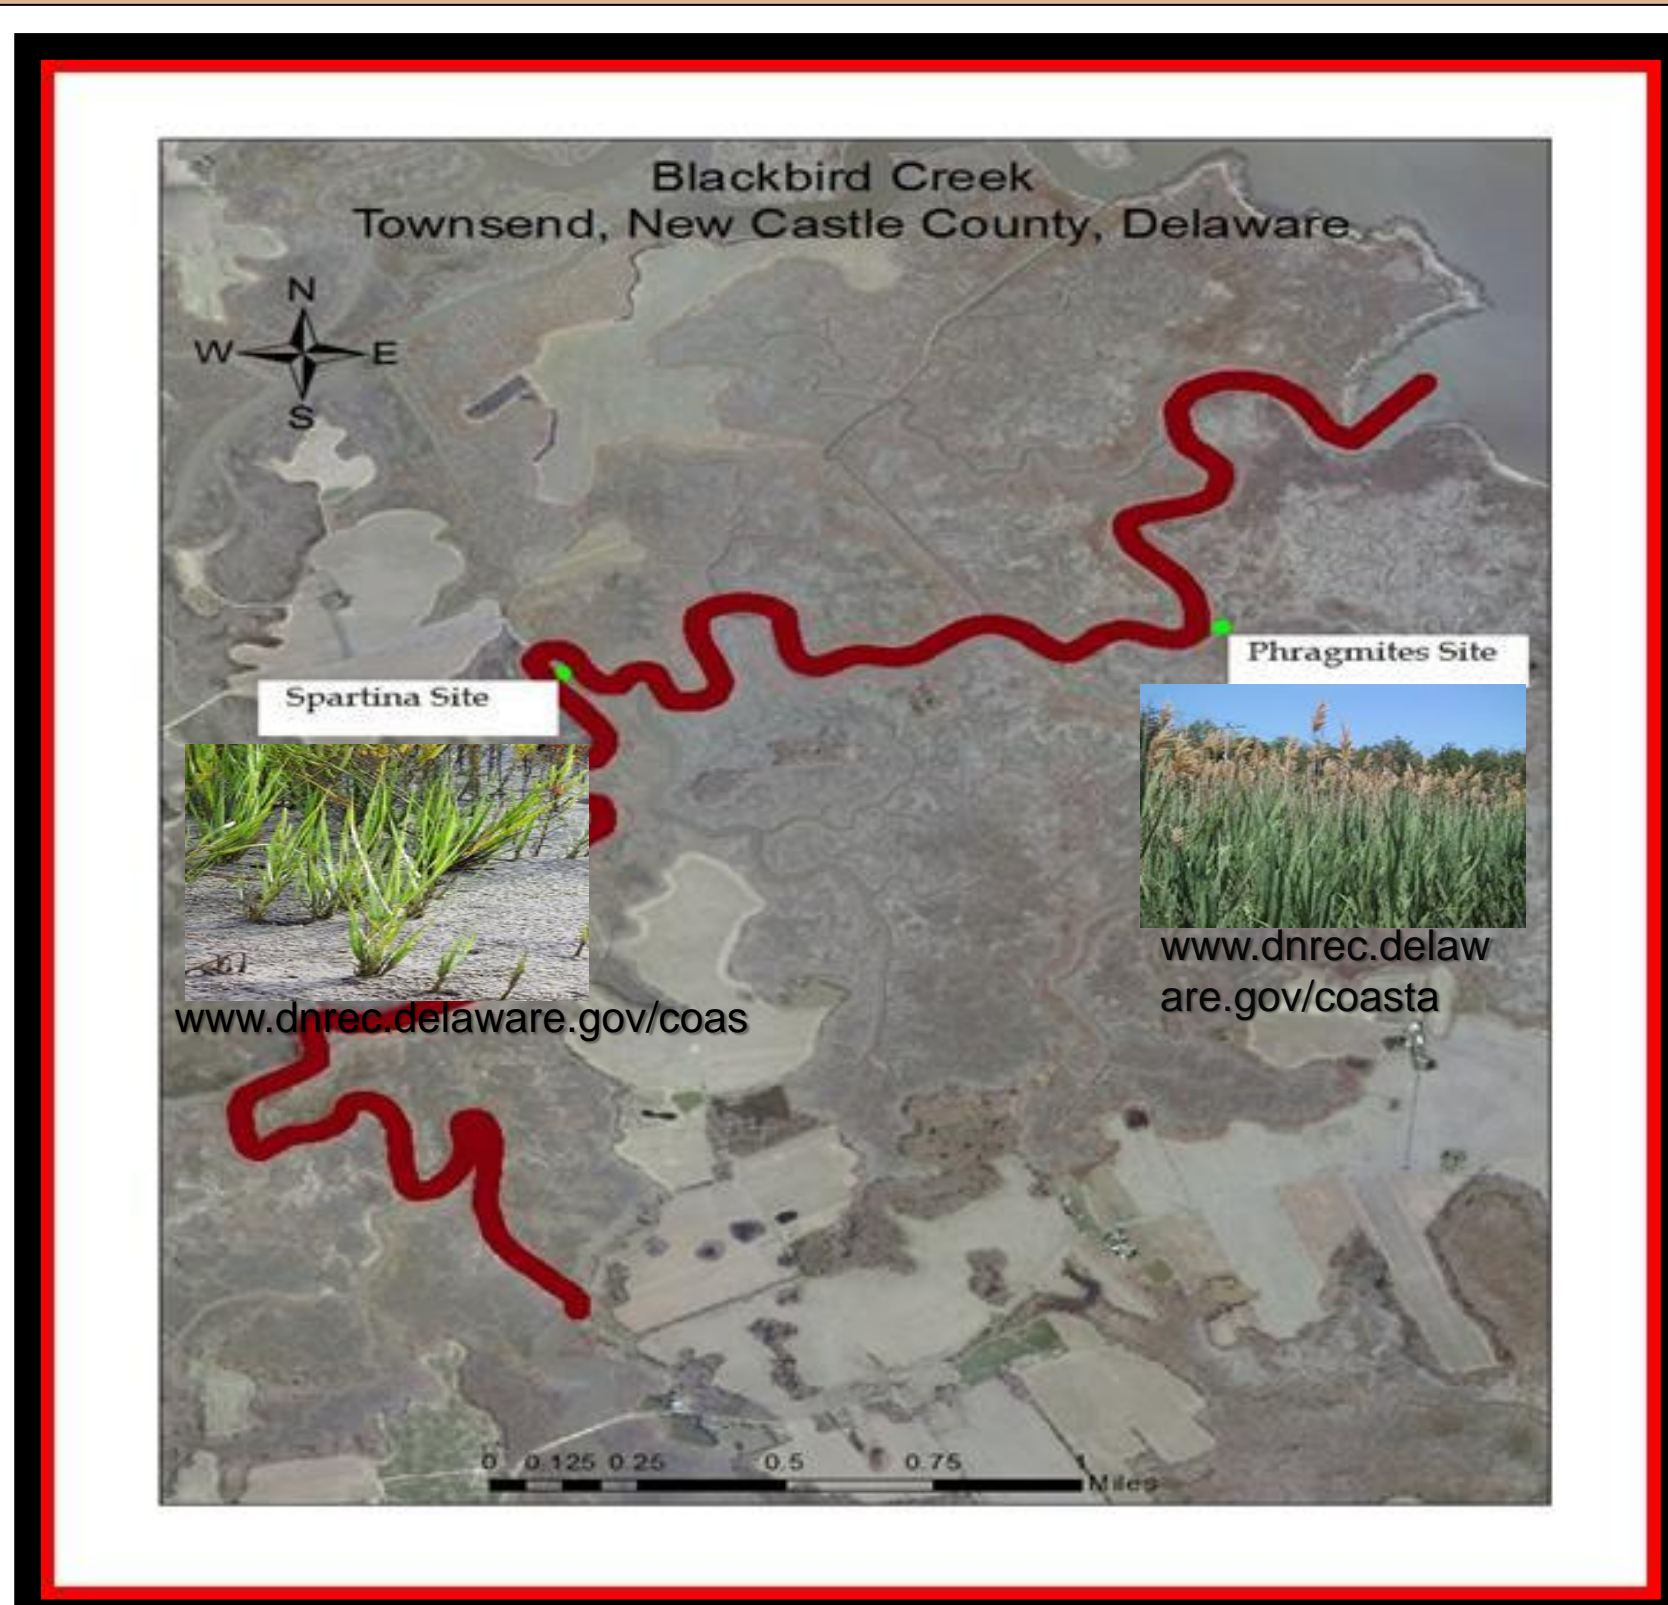 Blackbird Creek
Townsend, New Castle County, Delaware
N
W E
S
Phragmites Site
Spartina Site
www.dnrec.delaw
are.gov/coasta
www.dnrec.delaware.gov/coas
0 0.125 0.25 0.5 0.75 1
Miles